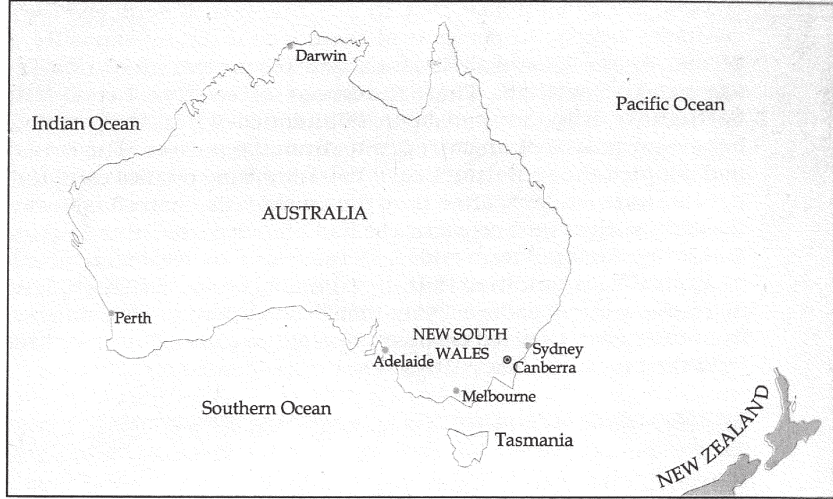 Darwin
Pacific Ocean
Indian Ocean
AUSTRALIA
Perth
NEW SOUTH
WALES
Sydney
Adelaide
Canberra
Melbourne
Southern Ocean
Tasmania
NEW ZEALAND